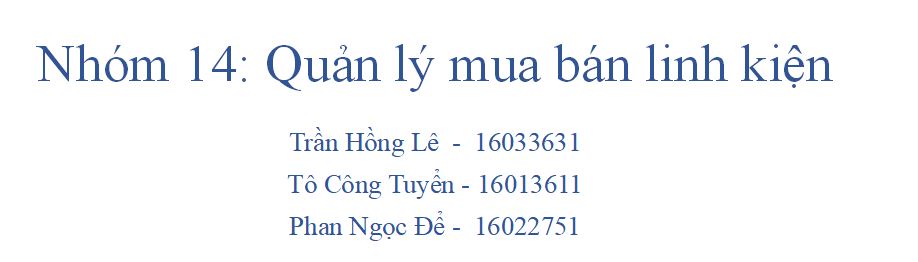 Nhóm 14: Quản lý mua bán linh kiện
Trần Hồng Lê - 16033631
Tô Công Tuyển - 16013611
Phan Ngọc Để - 16022751